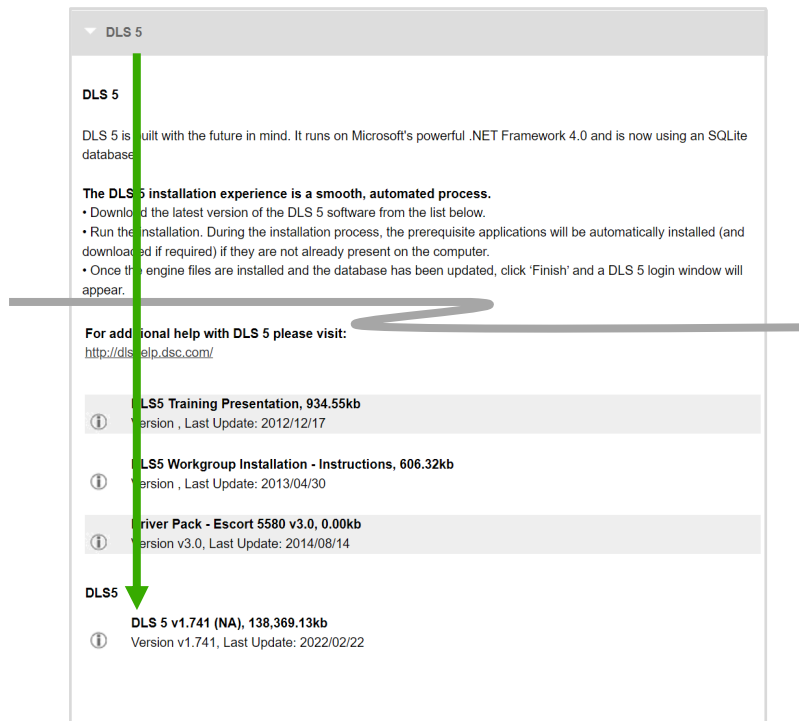 DLS 5
DLS 5
DLS 5 is built with the future in mind. It runs on Microsoft's powerful .NET Framework 4.0 and is now using an SQLite
database.
The DLS 5 installation experience is a smooth, automated process.
• Download the latest version of the DLS 5 software from the list below.
• Run the installation. During the installation process, the prerequisite applications will be automatically installed (and
downloaded if required) if they are not already present on the computer.
• Once the engine files are installed and the database has been updated, click ‘Finish’ and a DLS 5 login window will
appear.
For additional help with DLS 5 please visit:
http://dlshelp.dsc.com/
DLS5 Training Presentation, 934.55kb
Version , Last Update: 2012/12/17
DLS5 Workgroup Installation - Instructions, 606.32kb
Version , Last Update: 2013/04/30
Driver Pack - Escort 5580 v3.0, 0.00kb
Version v3.0, Last Update: 2014/08/14
DLS5
DLS 5 v1.741 (NA), 138,369.13kb
Version v1.741, Last Update: 2022/02/22